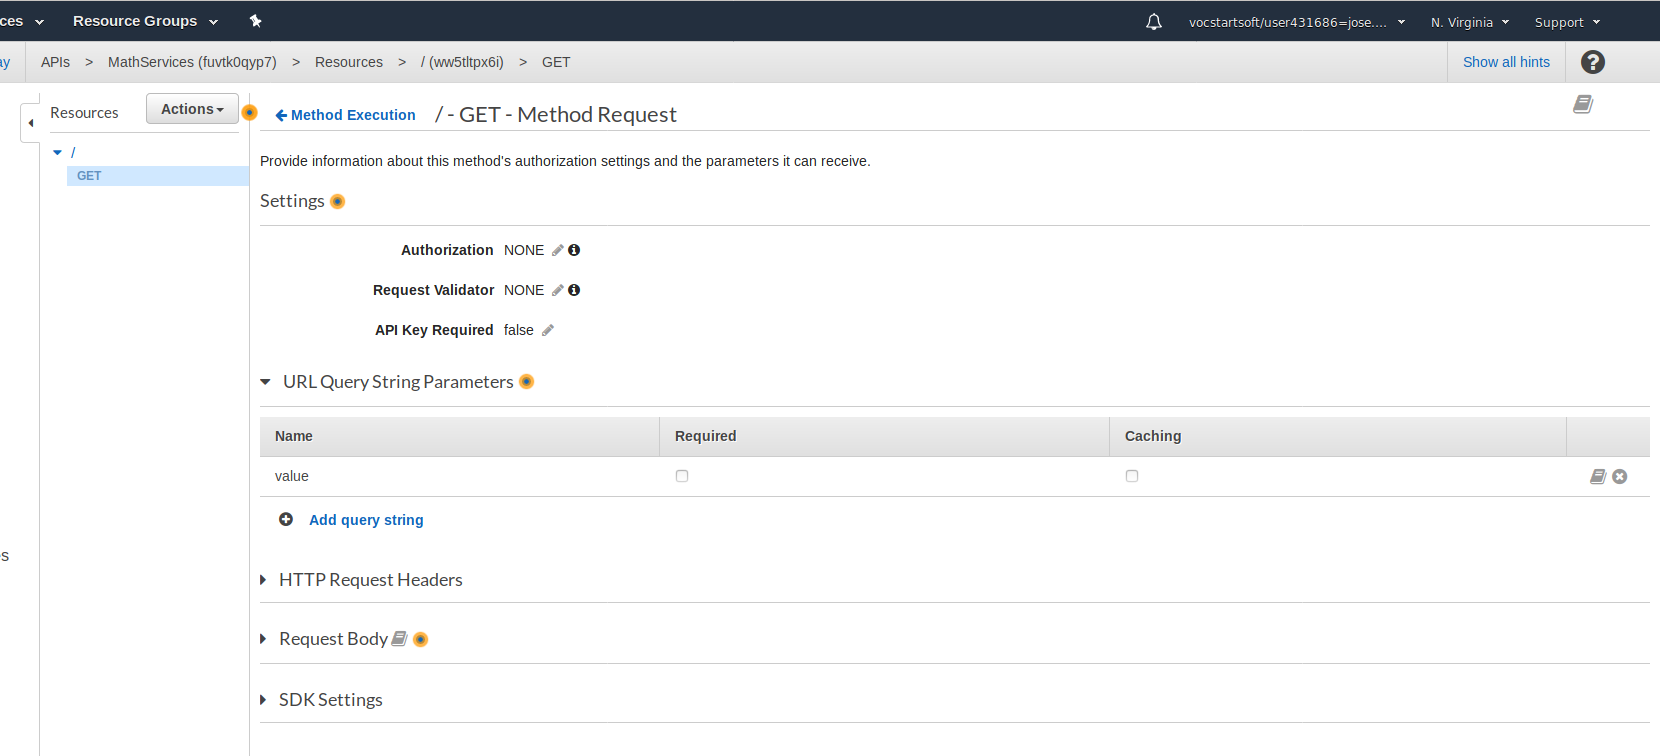 ces Resource Groups vocstartsoft/user431686=jose.... N. Virginia Support
ay APIs > MathServices (fuvtk0qyp7) > Resources > / (ww5tltpx6i) > GET Show all hints ?
Resources Actions Method Execution / - GET - Method Request
/
GET
Provide information about this method's authorization settings and the parameters it can receive.
Settings
Authorization NONE
Request Validator NONE
API Key Required false
URL Query String Parameters
Name Required Caching
value
Add query string
es
HTTP Request Headers
Request Body
SDK Settings